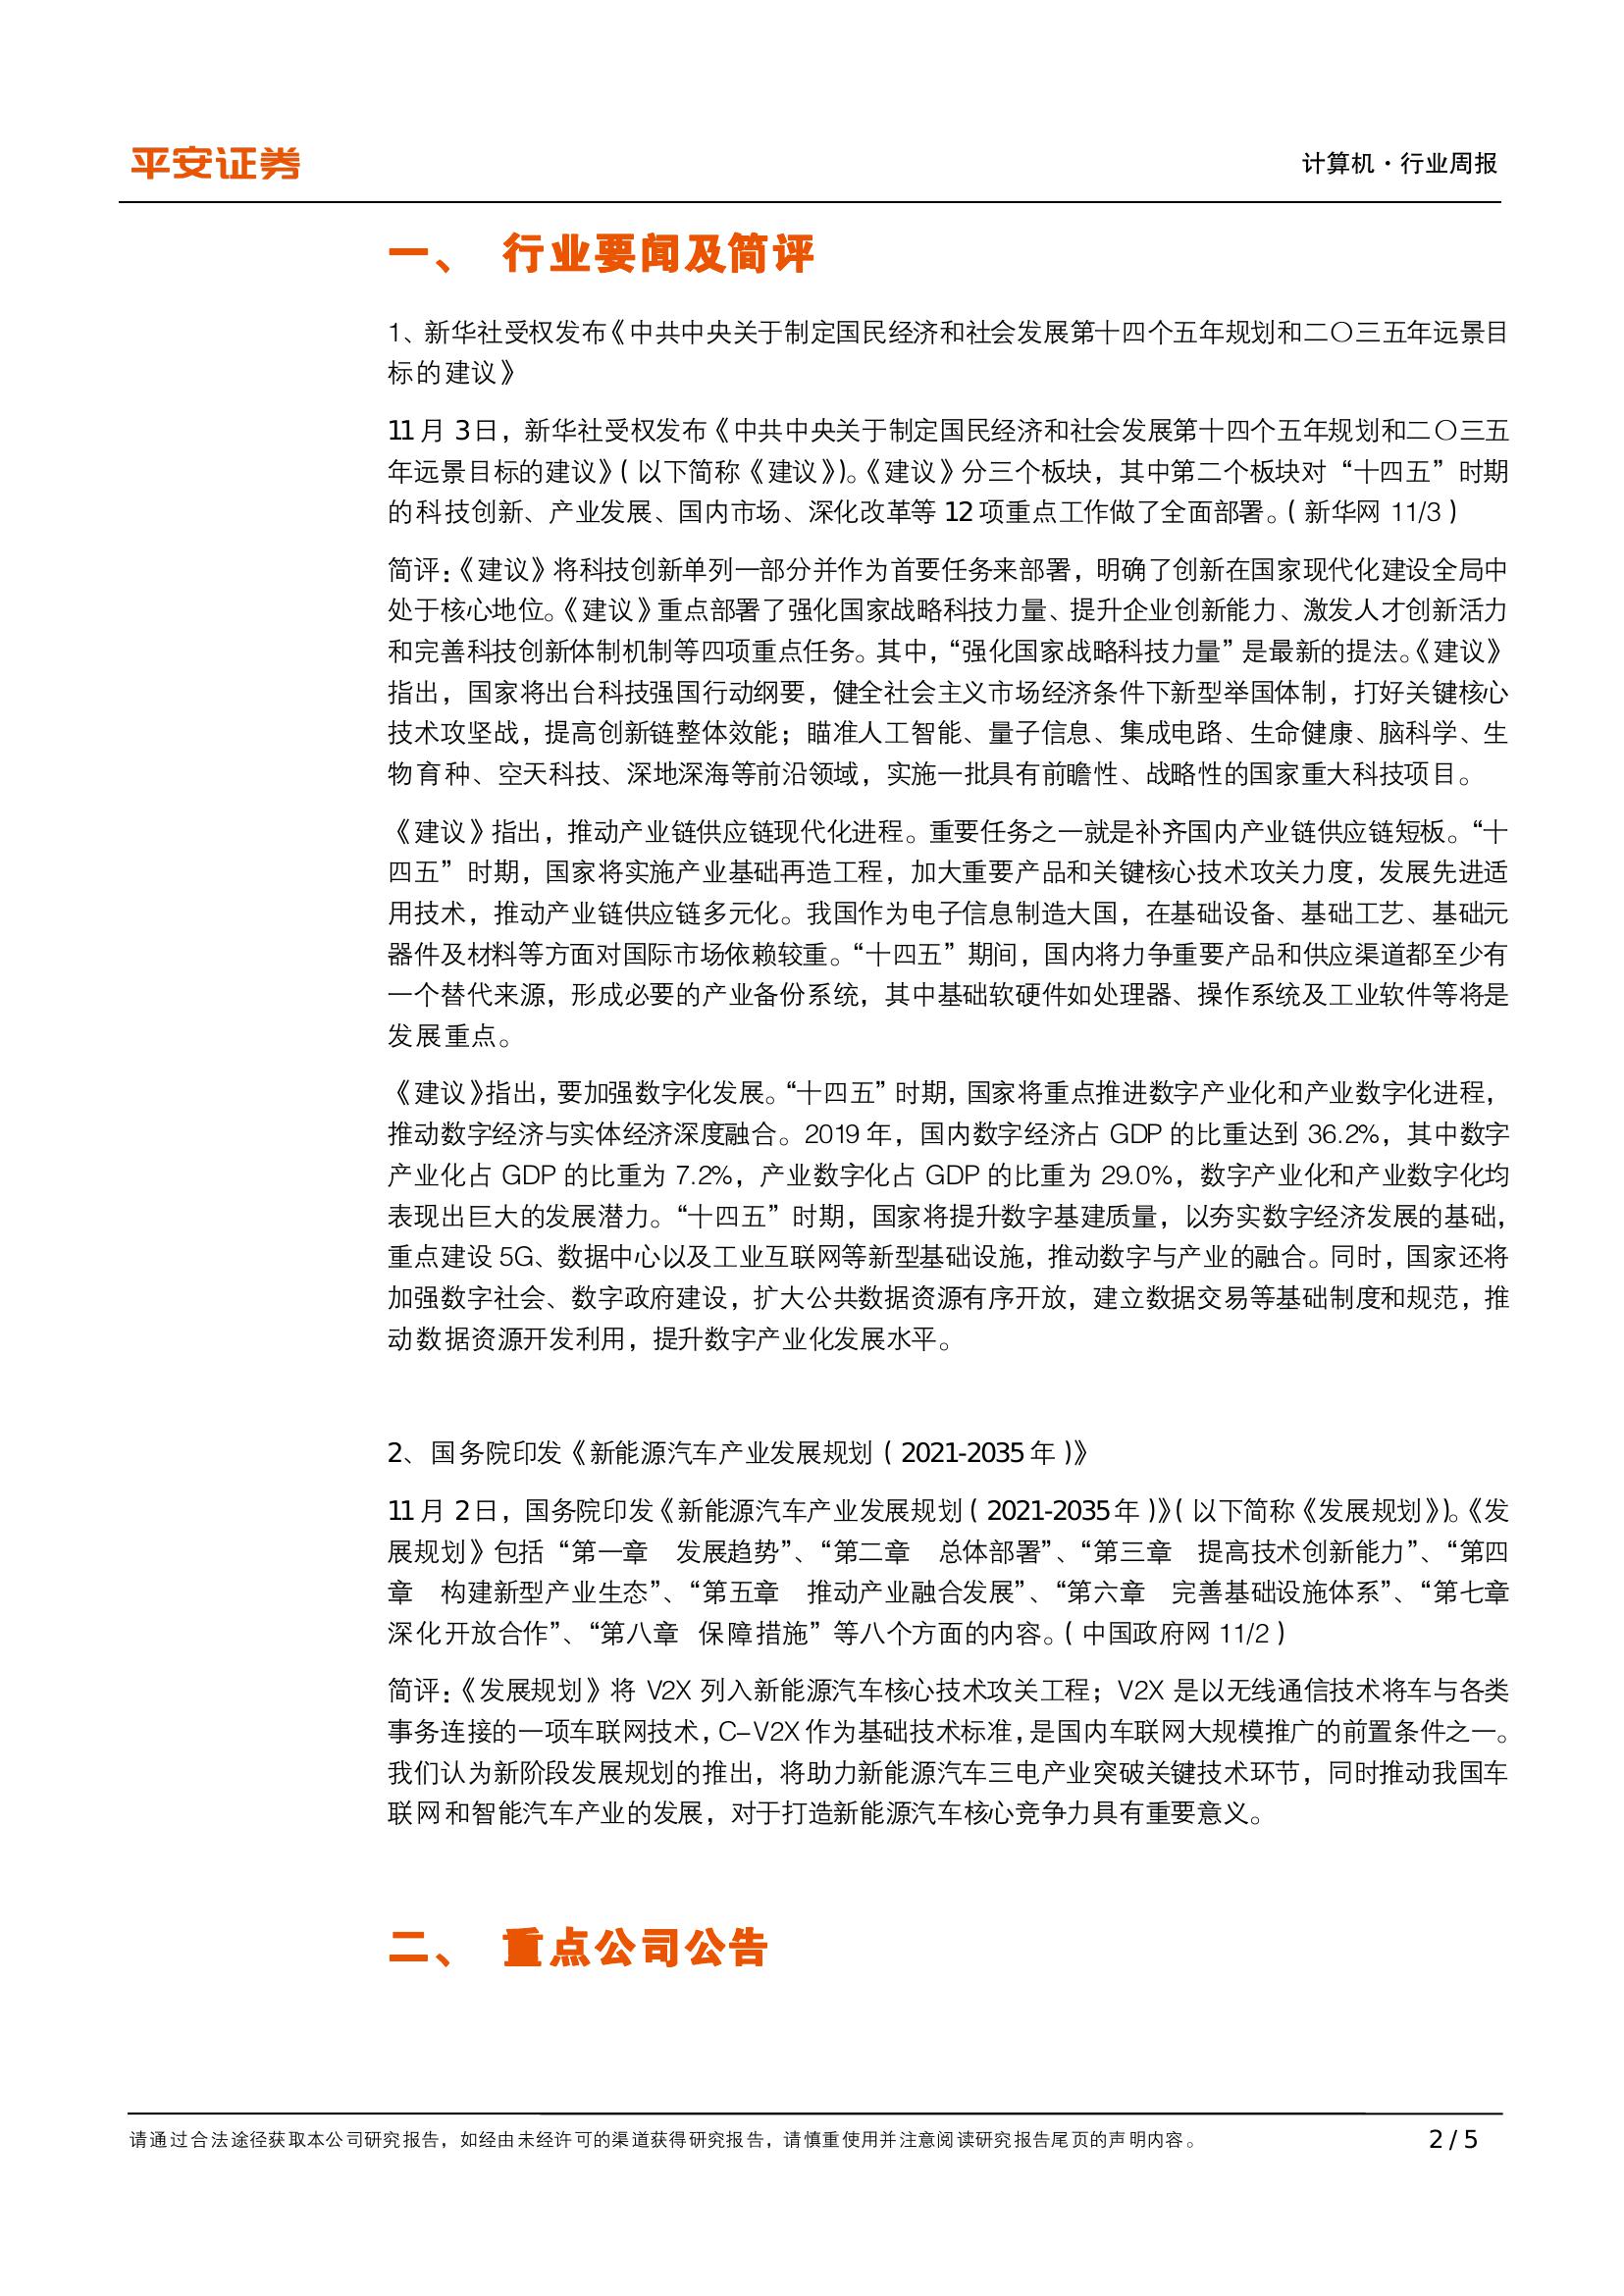 平安证券
计算机·行业周报
一、 行业要闻及简评
1、新华社受权发布《中共中央关于制定国民经济和社会发展第十四个五年规划和二〇三五年远景目
标的建议》
11月3日，新华社受权发布《中共中央关于制定国民经济和社会发展第十四个五年规划和二〇三五
年远景目标的建议》（以下简称《建议》）。《建议》分三个板块，其中第二个板块对“十四五”时期
的科技创新、产业发展、国内市场、深化改革等12项重点工作做了全面部署。（新华网 11/3）
简评：《建议》将科技创新单列一部分并作为首要任务来部署，明确了创新在国家现代化建设全局中
处于核心地位。《建议》重点部署了强化国家战略科技力量、提升企业创新能力、激发人才创新活力
和完善科技创新体制机制等四项重点任务。其中，“强化国家战略科技力量”是最新的提法。《建议》
指出，国家将出台科技强国行动纲要，健全社会主义市场经济条件下新型举国体制，打好关键核心
技术攻坚战，提高创新链整体效能；瞄准人工智能、量子信息、集成电路、生命健康、脑科学、生
物育种、空天科技、深地深海等前沿领域，实施一批具有前瞻性、战略性的国家重大科技项目。
《建议》指出，推动产业链供应链现代化进程。重要任务之一就是补齐国内产业链供应链短板。“十
四五”时期，国家将实施产业基础再造工程，加大重要产品和关键核心技术攻关力度，发展先进适
用技术，推动产业链供应链多元化。我国作为电子信息制造大国，在基础设备、基础工艺、基础元
器件及材料等方面对国际市场依赖较重。“十四五”期间，国内将力争重要产品和供应渠道都至少有
一个替代来源，形成必要的产业备份系统，其中基础软硬件如处理器、操作系统及工业软件等将是
发展重点。
《建议》指出，要加强数字化发展。“十四五”时期，国家将重点推进数字产业化和产业数字化进程，
推动数字经济与实体经济深度融合。2019年，国内数字经济占GDP的比重达到36.2%，其中数字
产业化占GDP的比重为7.2%，产业数字化占GDP的比重为29.0%，数字产业化和产业数字化均
表现出巨大的发展潜力。“十四五”时期，国家将提升数字基建质量，以夯实数字经济发展的基础，
重点建设5G、数据中心以及工业互联网等新型基础设施，推动数字与产业的融合。同时，国家还将
加强数字社会、数字政府建设，扩大公共数据资源有序开放，建立数据交易等基础制度和规范，推
动数据资源开发利用，提升数字产业化发展水平。
2、国务院印发《新能源汽车产业发展规划（2021-2035年）》
11月2日，国务院印发《新能源汽车产业发展规划（2021-2035年）》（以下简称《发展规划》）。《发
展规划》包括“第一章　发展趋势”、“第二章　总体部署”、“第三章　提高技术创新能力”、“第四
章　构建新型产业生态”、“第五章　推动产业融合发展”、“第六章　完善基础设施体系”、“第七章
深化开放合作”、“第八章 保障措施”等八个方面的内容。（中国政府网11/2）
简评：《发展规划》将V2X列入新能源汽车核心技术攻关工程；V2X是以无线通信技术将车与各类
事务连接的一项车联网技术，C-V2X作为基础技术标准，是国内车联网大规模推广的前置条件之一。
我们认为新阶段发展规划的推出，将助力新能源汽车三电产业突破关键技术环节，同时推动我国车
联网和智能汽车产业的发展，对于打造新能源汽车核心竞争力具有重要意义。
二、 重点公司公告
请通过合法途径获取本公司研究报告，如经由未经许可的渠道获得研究报告，请慎重使用并注意阅读研究报告尾页的声明内容。
2 / 5